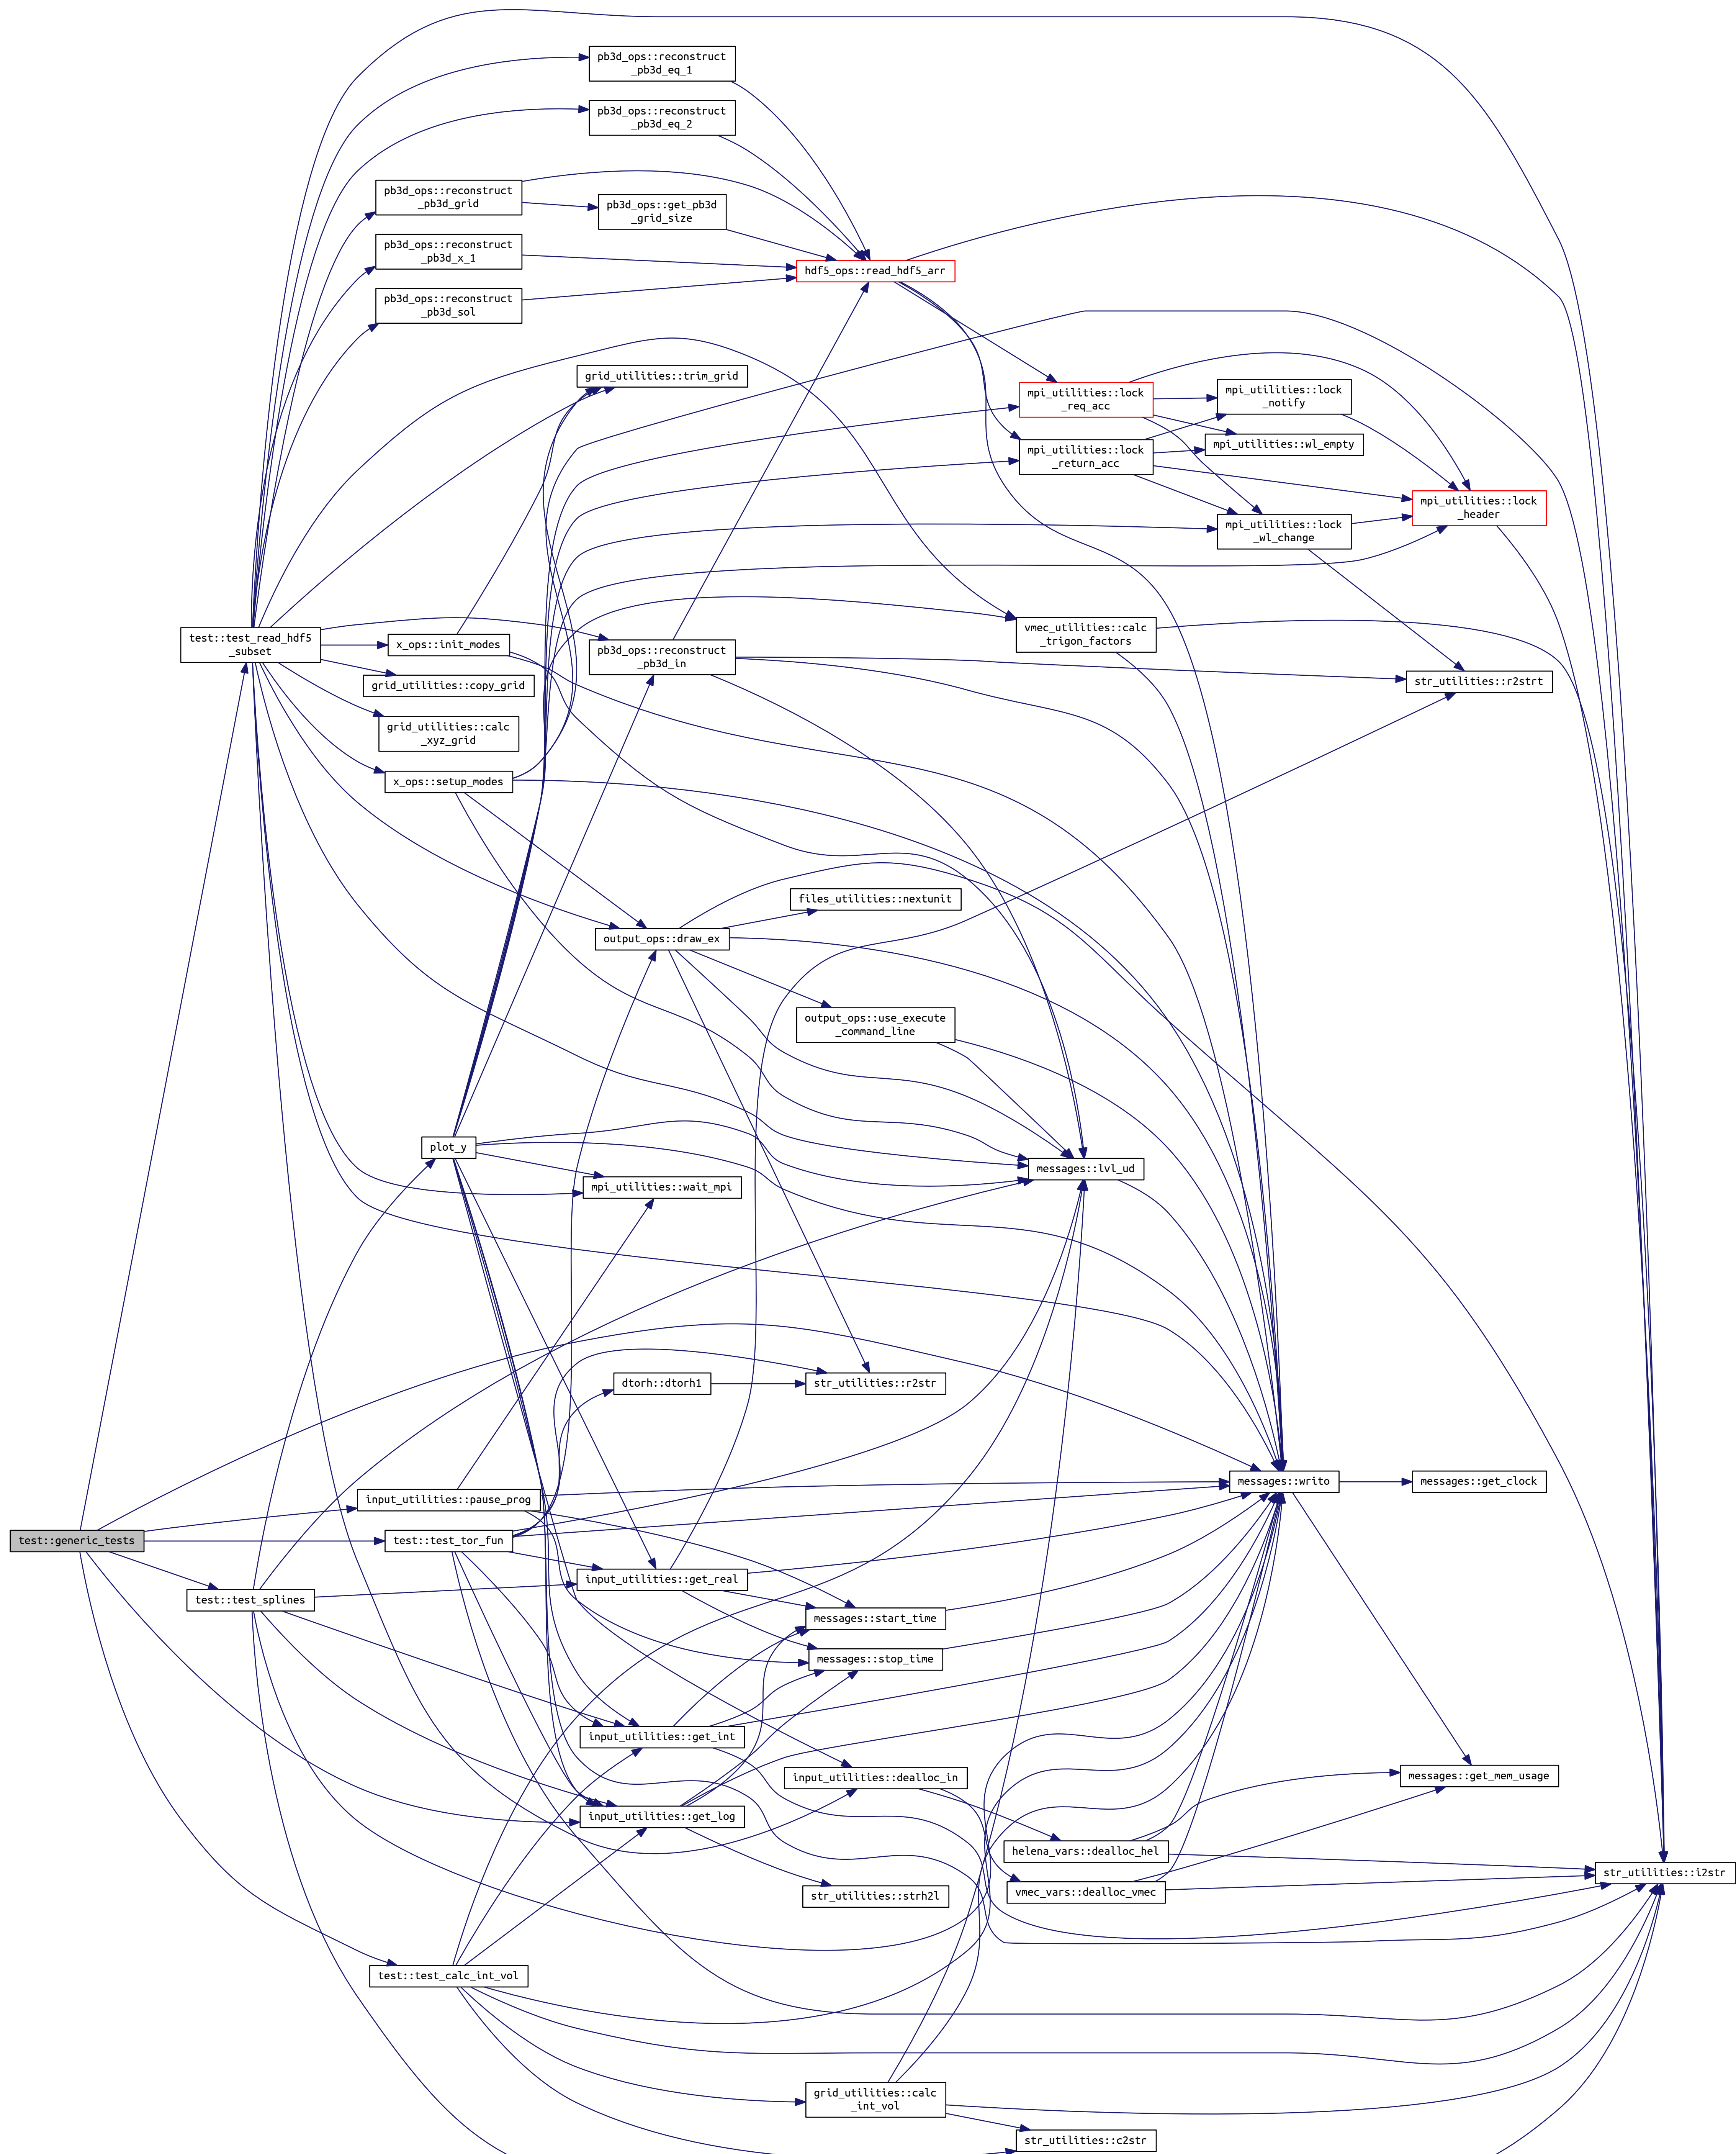 pb3d_ops::reconstruct
_pb3d_eq_1
pb3d_ops::reconstruct
_pb3d_eq_2
pb3d_ops::reconstruct
_pb3d_grid
pb3d_ops::get_pb3d
_grid_size
pb3d_ops::reconstruct
_pb3d_x_1
hdf5_ops::read_hdf5_arr
pb3d_ops::reconstruct
_pb3d_sol
grid_utilities::trim_grid
mpi_utilities::lock
_req_acc
mpi_utilities::lock
_notify
mpi_utilities::wl_empty
mpi_utilities::lock
_return_acc
mpi_utilities::lock
_header
mpi_utilities::lock
_wl_change
test::test_read_hdf5
_subset
x_ops::init_modes
pb3d_ops::reconstruct
_pb3d_in
vmec_utilities::calc
_trigon_factors
grid_utilities::copy_grid
str_utilities::r2strt
grid_utilities::calc
_xyz_grid
x_ops::setup_modes
files_utilities::nextunit
output_ops::draw_ex
output_ops::use_execute
_command_line
plot_y
messages::lvl_ud
mpi_utilities::wait_mpi
dtorh::dtorh1
str_utilities::r2str
messages::writo
messages::get_clock
input_utilities::pause_prog
test::generic_tests
test::test_tor_fun
input_utilities::get_real
test::test_splines
messages::start_time
messages::stop_time
input_utilities::get_int
input_utilities::dealloc_in
messages::get_mem_usage
input_utilities::get_log
helena_vars::dealloc_hel
str_utilities::i2str
vmec_vars::dealloc_vmec
str_utilities::strh2l
test::test_calc_int_vol
grid_utilities::calc
_int_vol
str_utilities::c2str